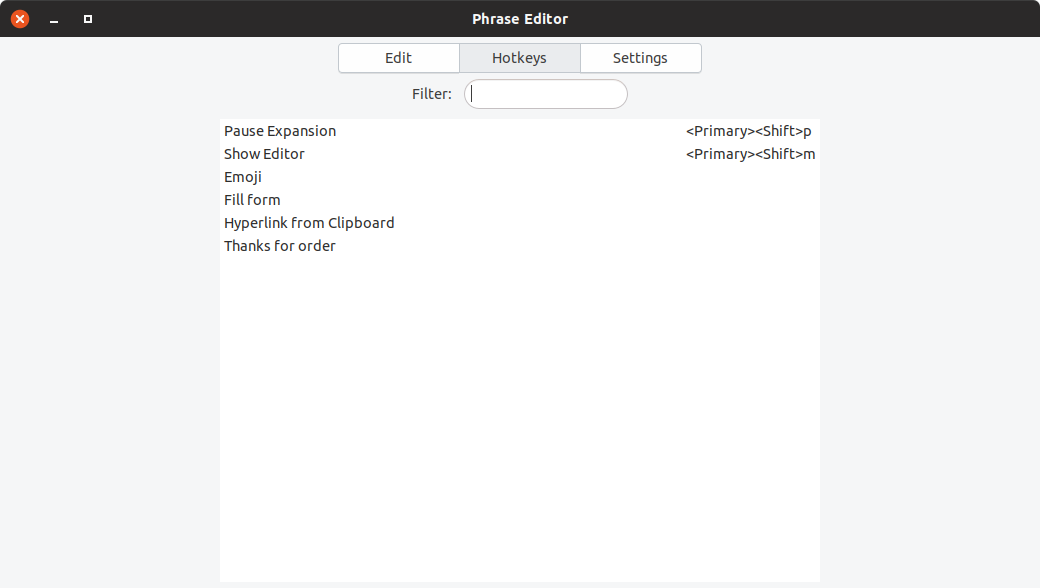 Phrase Editor
Edit Hotkeys Settings
Filter:
Pause Expansion <Primary><Shift>p
Show Editor <Primary><Shift>m
Emoji
Fill form
Hyperlink from Clipboard
Thanks for order